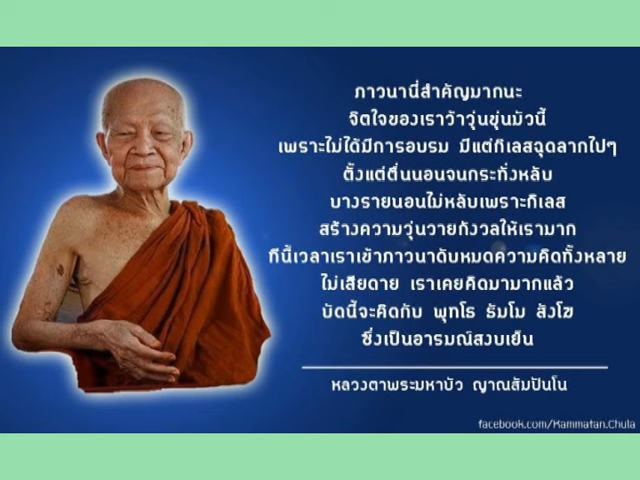 ภาวนานี่สำคัญมากนะ
จิตใจของเราว้าวุ่นขุ่นมัวนี้
เพราะไม่ได้มีการอบรม มีแต่กิเลสฉุดลากไปๆ
ตั้งแต่ตื่นนอนจนกระทั่งหลับ
บางรายนอนไม่หลับเพราะกิเลส
สร้างความวุ่นวายกังวลให้เรามาก
ทีนี้เวลาเราเข้าภาวนาดับหมดความคิดทั้งหลาย
ไม่เสียดาย เราเคยคิดมามากแล้ว
บัดนี้จะคิดกับ พุทโธ ธัมโม สังโฆ
ซึ่งเป็นอารมณ์สงบเย็น
หลวงตาพระมหาบัว ญาณสัมปันโน
facebook.com/Kammatan.Chula